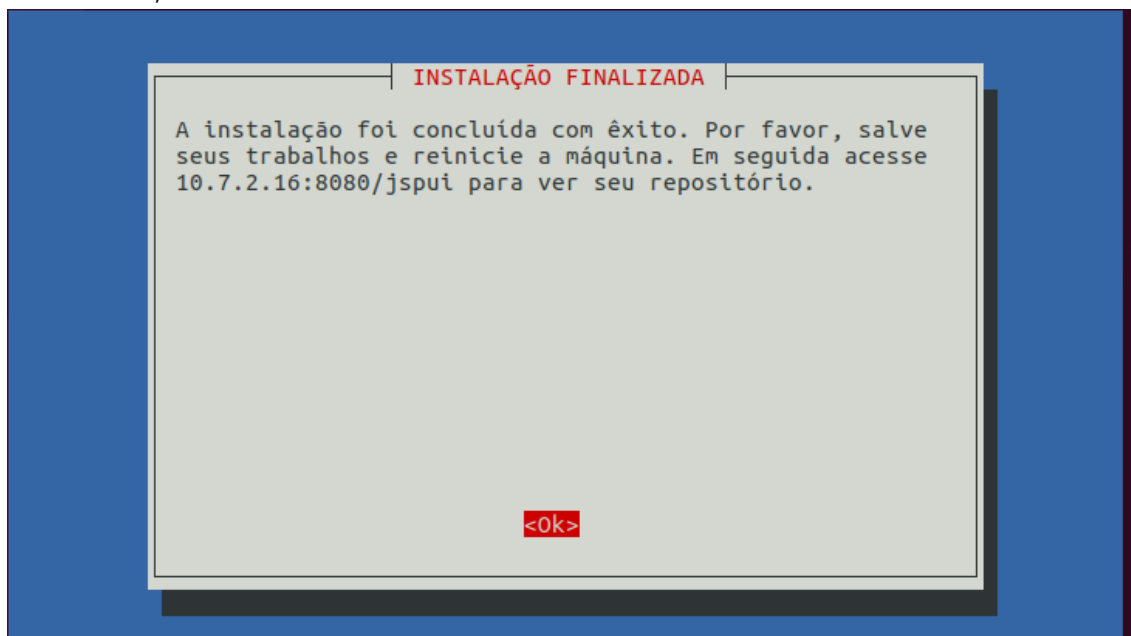 INSTALAÇÃO FINALIZADA
A instalação foi concluída com êxito. Por favor, salve
seus trabalhos e reinicie a máquina. Em seguida acesse
10.7.2.16:8080/jspui para ver seu repositório.
<Ok>